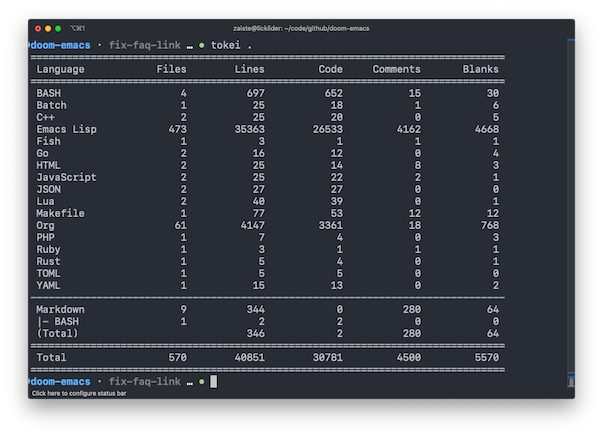 ⌥⌘1
zaiste@licklider: ~/code/github/doom-emacs
doom-emacs · fix-faq-link … ● tokei .
Language Files Lines Code Comments Blanks
BASH 4 697 652 15 30
Batch 1 25 18 1 6
C++ 2 25 20 0 5
Emacs Lisp 473 35363 26533 4162 4668
Fish 1 3 1 1 1
Go 2 16 12 0 4
HTML 2 25 14 8 3
JavaScript 2 25 22 2 1
JSON 2 27 27 0 0
Lua 2 40 39 0 1
Makefile 1 77 53 12 12
Org 61 4147 3361 18 768
PHP 1 7 4 0 3
Ruby 1 3 1 1 1
Rust 1 5 4 0 1
TOML 1 5 5 0 0
YAML 1 15 13 0 2
Markdown 9 344 0 280 64
|- BASH 1 2 2 0 0
(Total) 346 2 280 64
Total 570 40851 30781 4500 5570
doom-emacs · fix-faq-link … ●
Click here to configure status bar